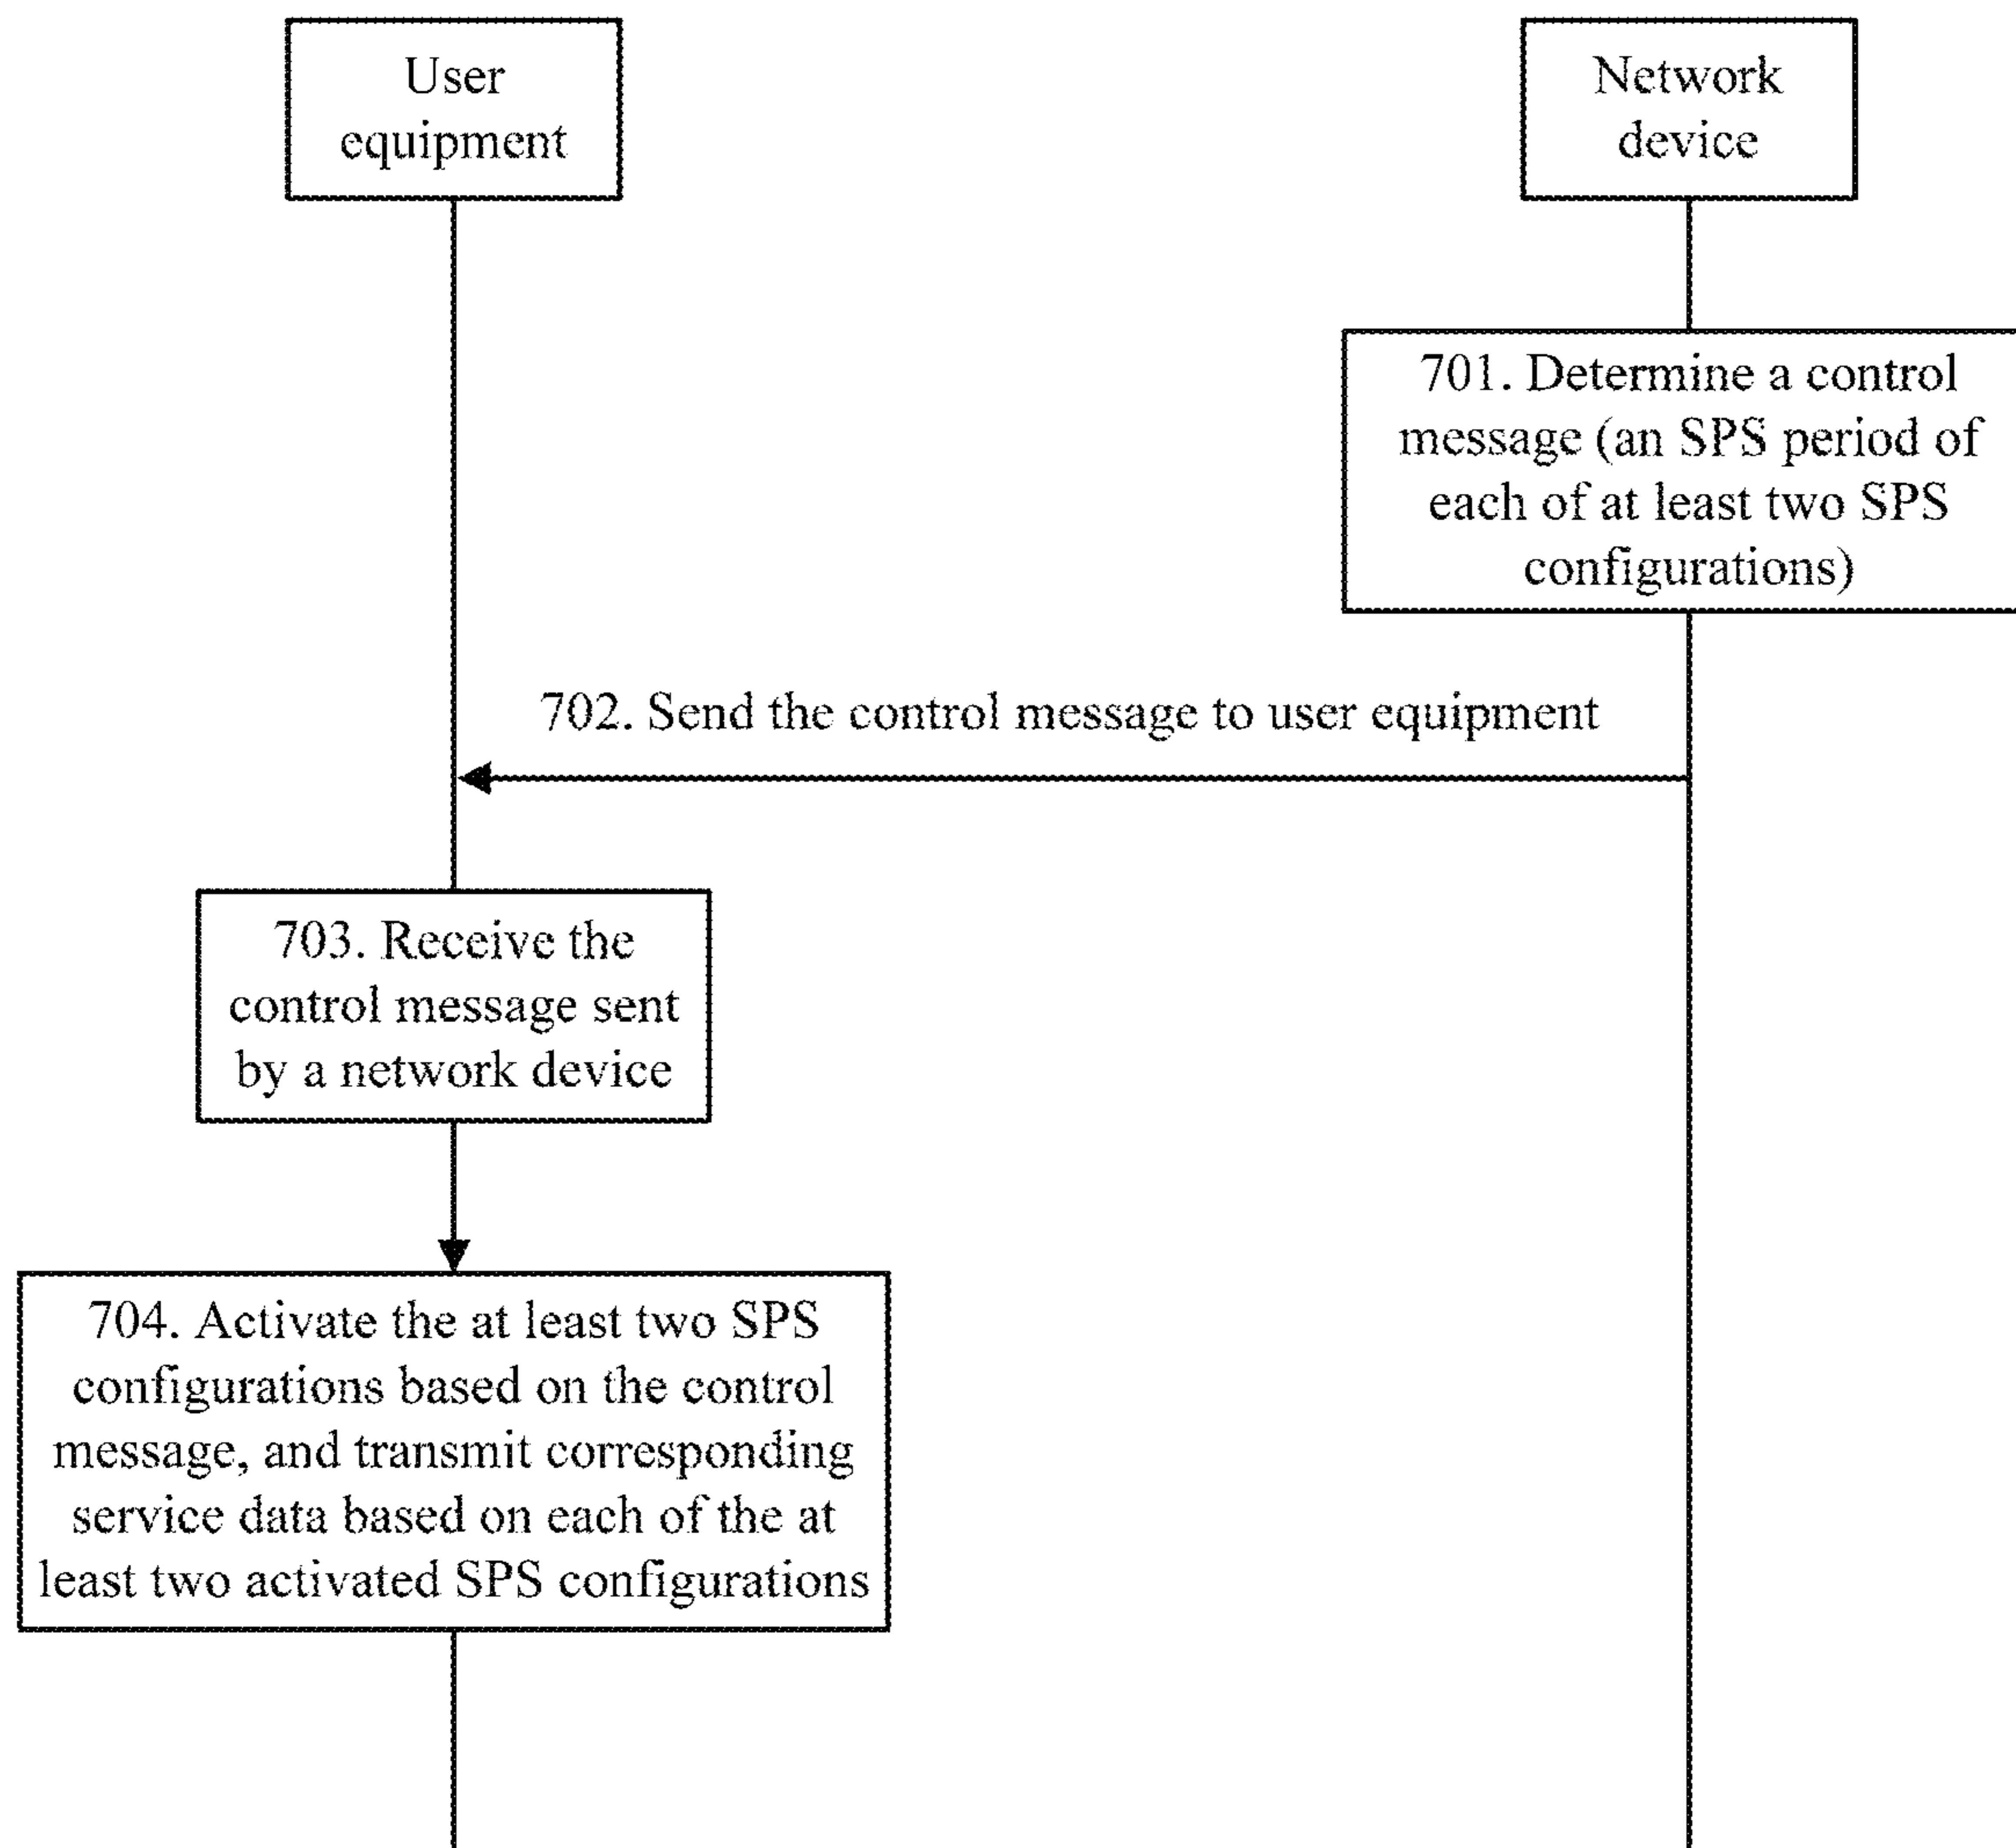 User
equipment
Network
device
701. Determine a control
message (an SPS period of
each of at least two SPS
configurations)
702. Send the control message to user equipment
703. Receive the
control message sent
by a network device
704. Activate the at least two SPS
configurations based on the control
message, and transmit corresponding
service data based on each of the at
least two activated SPS configurations